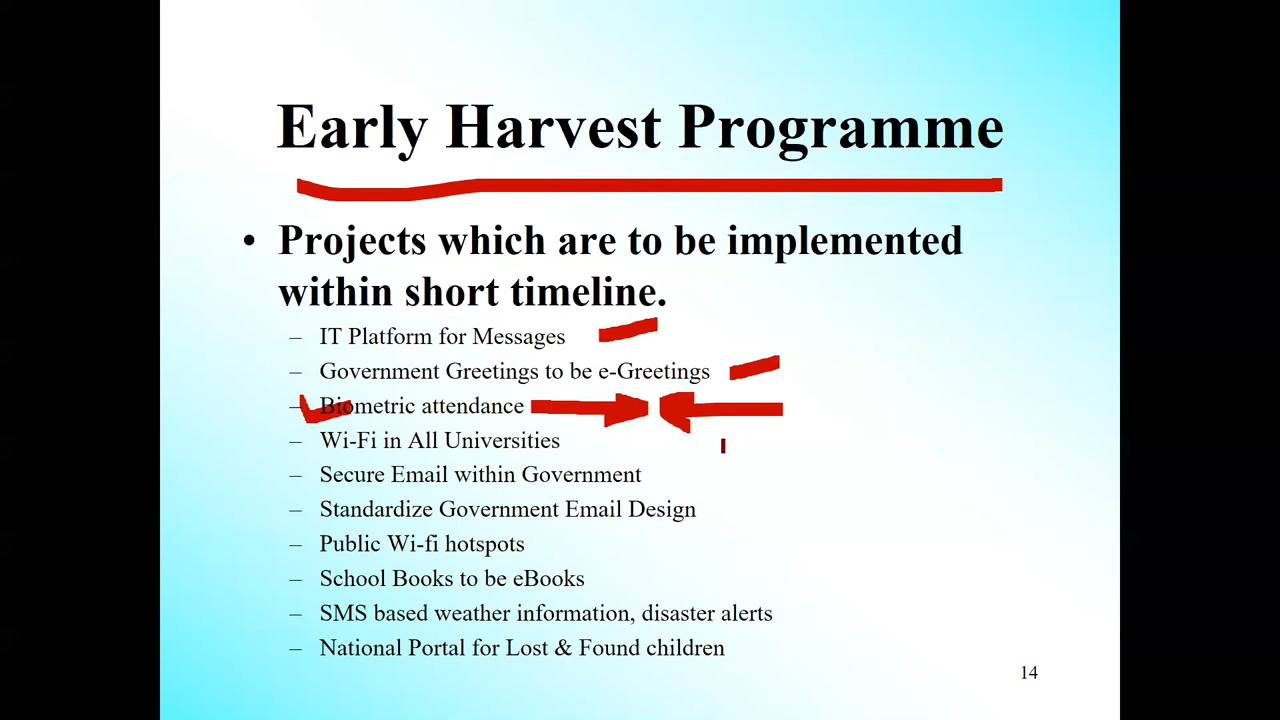 Early Harvest Programme
• Projects which are to be implemented
within short timeline.
– IT Platform for Messages
– Government Greetings to be e-Greetings
– Biometric attendance
– Wi-Fi in All Universities
– Secure Email within Government
– Standardize Government Email Design
– Public Wi-fi hotspots
– School Books to be eBooks
– SMS based weather information, disaster alerts
– National Portal for Lost & Found children
14